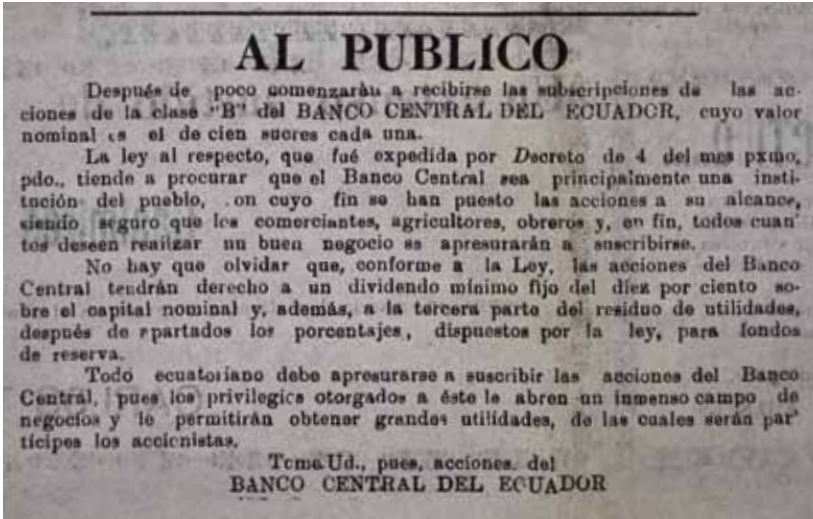 AL PUBLICO
Después de poco comenzarán a recibirse las subscripciones de las ac-
ciones de la clase "B" del BANCO CENTRAL DEL ECUADOR, cuyo valor
nominal es el de cien sucres cada una.
La ley al respecto, que fué expedida por Decreto de 4 del mes pxmo,
pdo., tiende a procurar que el Banco Central sea principalmente una insti-
tución del pueblo, .on cuyo fin se han puesto las acciones a su alcance,
siendo seguro que los comerciantes, agricultores, obreros y, en fin, todos cuan'
tos deseen realizar un buen negocio se apresurarán a suscribirse.
No hay que olvidar que, conforme a la Ley, las acciones del Banco
Central tendrán derecho a un dividendo mínimo fijo del diez por ciento so-
bre el capital nominal y, además, a la tercera parte del residuo de utilidades,
después de apartados los porcentajes, dispuestos por la ley, para fondos
de reserva.
Todo ecuatoriano debe apresurarse a suscribir las acciones del Banco
Central, pues los privilegios otorgados a éste le abren un inmenso campo de
negocios y le permitirán obtener grandes utilidades, de las cuales serán par'
tícipes los accionistas.
Tome Ud., pues, acciones. del
BANCO CENTRAL DEL ECUADOR